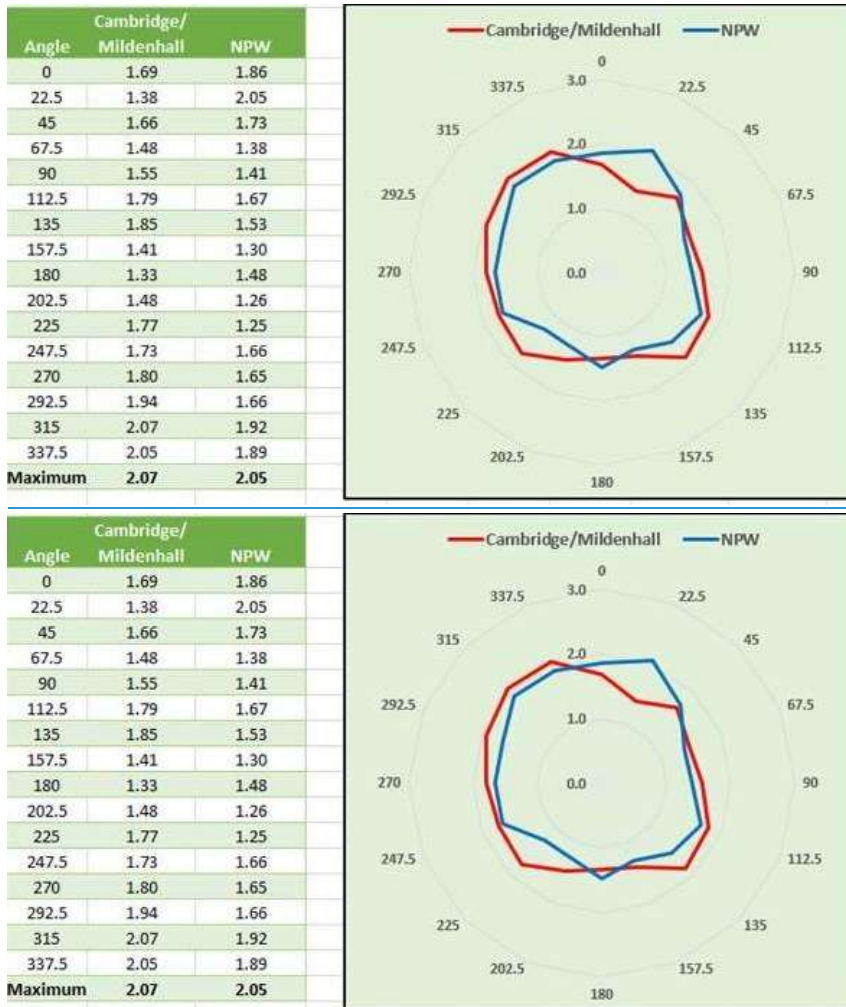 Cambridge/
Angle Mildenhall NPW
0 1.69 1.86
22.5 1.38 2.05
45 1.66 1.73
67.5 1.48 1.38
90 1.55 1.41
112.5 1.79 1.67
135 1.85 1.53
157.5 1.41 1.30
180 1.33 1.48
202.5 1.48 1.26
225 1.77 1.25
247.5 1.73 1.66
270 1.80 1.65
292.5 1.94 1.66
315 2.07 1.92
337.5 2.05 1.89
Maximum 2.07 2.05
Cambridge/Mildenhall NPW
0
337.5 3.0 22.5
315 2.0 45
292.5 1.0 67.5
270 0.0 90
247.5 112.5
225 135
202.5 157.5
180
Cambridge/
Angle Mildenhall NPW
0 1.69 1.86
22.5 1.38 2.05
45 1.66 1.73
67.5 1.48 1.38
90 1.55 1.41
112.5 1.79 1.67
135 1.85 1.53
157.5 1.41 1.30
180 1.33 1.48
202.5 1.48 1.26
225 1.77 1.25
247.5 1.73 1.66
270 1.80 1.65
292.5 1.94 1.66
315 2.07 1.92
337.5 2.05 1.89
Maximum 2.07 2.05
Cambridge/Mildenhall NPW
0
337.5 3.0 22.5
315 2.0 45
292.5 1.0 67.5
270 0.0 90
247.5 112.5
225 135
202.5 157.5
180